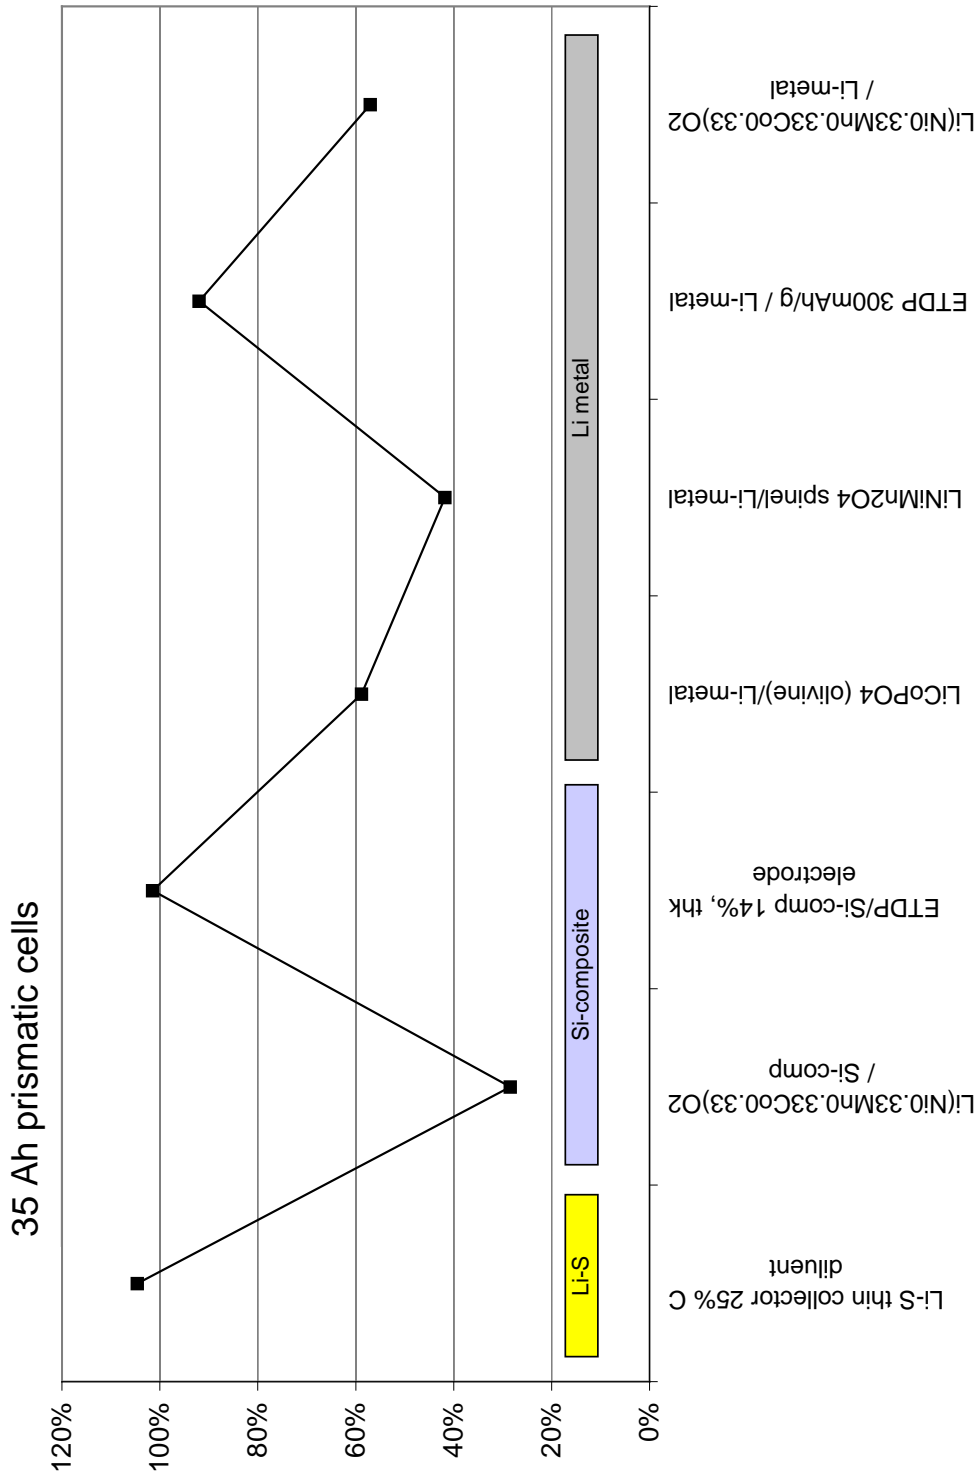 35 Ah prismatic cells
120%
100%
80%
60%
40%
20%
0%
Li-S
Si-composite
Li metal
Li-S thin collector 25% C
diluent
Li(Ni0.33Mn0.33Co0.33)O2
/ Si-comp
ETDP/Si-comp 14%, thk
electrode
LiCoPO4 (olivine)/Li-metal
LiNiMn2O4 spinel/Li-metal
ETDP 300mAh/g / Li-metal
Li(Ni0.33Mn0.33Co0.33)O2
/ Li-metal